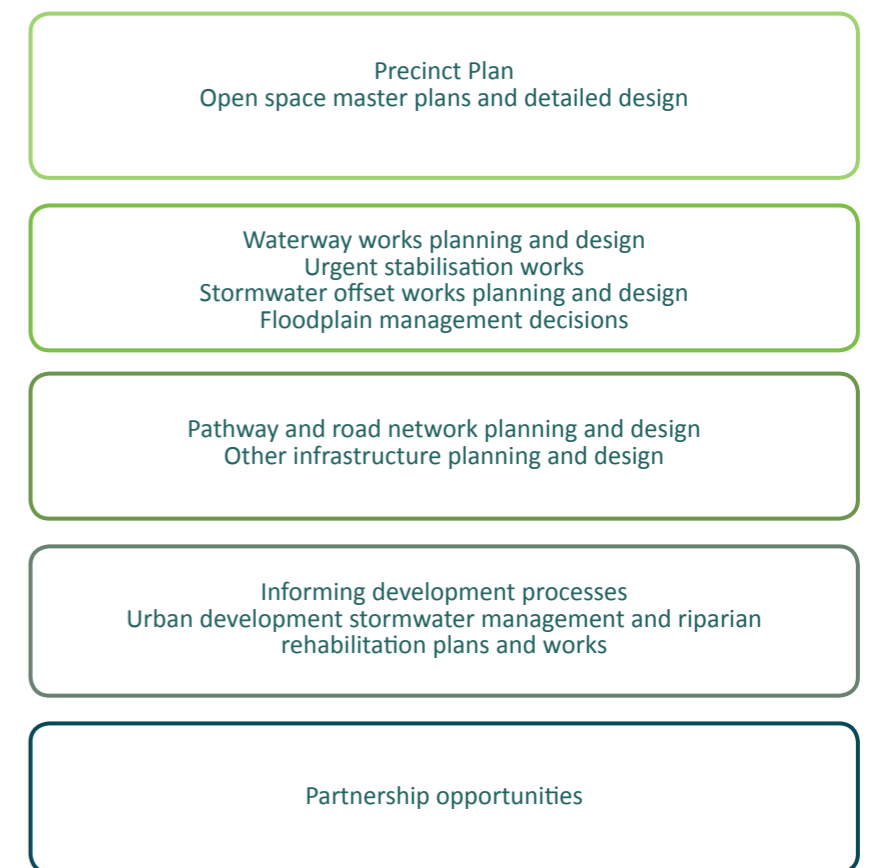 Precinct Plan
Open space master plans and detailed design
Waterway works planning and design
Urgent stabilisation works
Stormwater offset works planning and design
Floodplain management decisions
Pathway and road network planning and design
Other infrastructure planning and design
Informing development processes
Urban development stormwater management and riparian
rehabilitation plans and works
Partnership opportunities